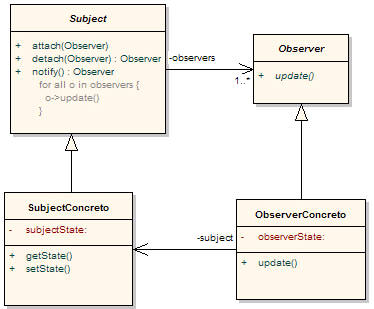 Subject
+ attach(Observer)
+ detach(Observer) : Observer
+ notify() : Observer
for all o in observers {
o->update()
}
-observers
1..*
Observer
+ update()
SubjectConcreto
- subjectState:
+ getState()
+ setState()
-subject
ObserverConcreto
- observerState:
+ update()